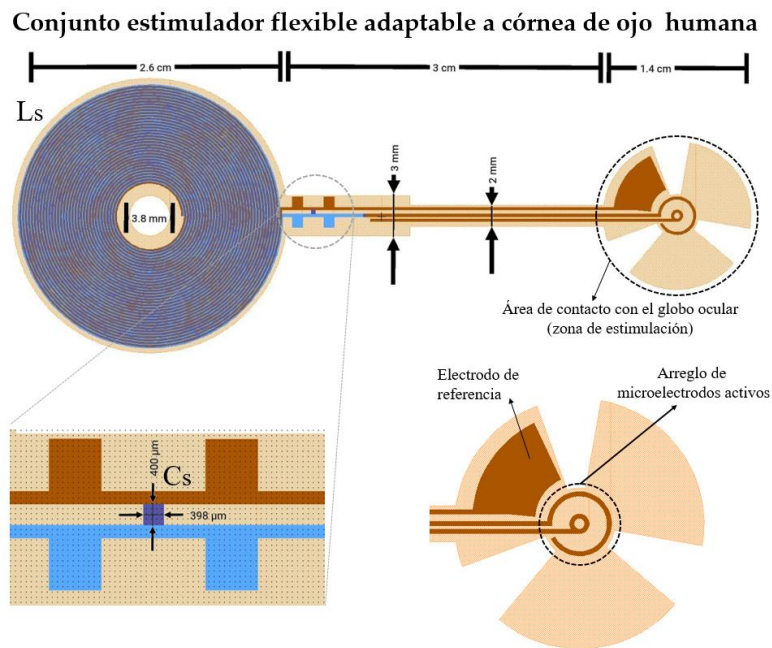 Conjunto estimulador flexible adaptable a córnea de ojo humana
2.6 cm
3 cm
1.4 cm
Ls
3.8 mm
3 mm
2 mm
Área de contacto con el globo ocular
(zona de estimulación)
Electrodo de
referencia
Arreglo de
microelectrodos activos
400 µm
Cs
398 µm